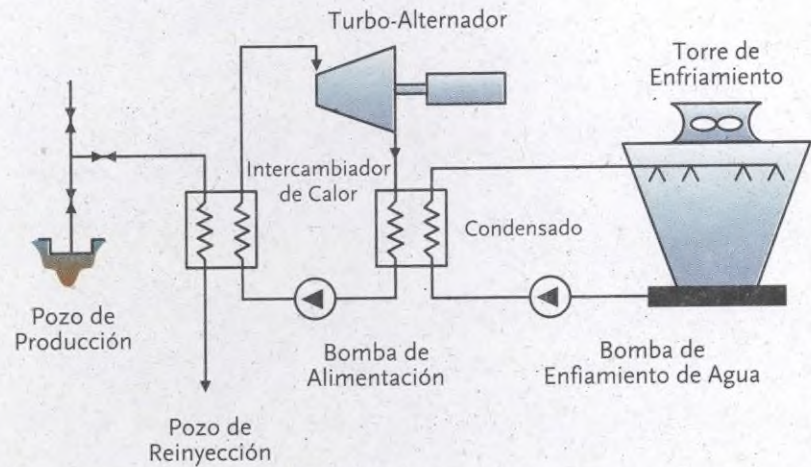 Turbo-Alternador
Torre de
Enfriamiento
Intercambiador
de Calor
Condensado
Pozo de
Producción
Bomba de
Alimentación
Bomba de
Enfiamiento de Agua
Pozo de
Reinyección